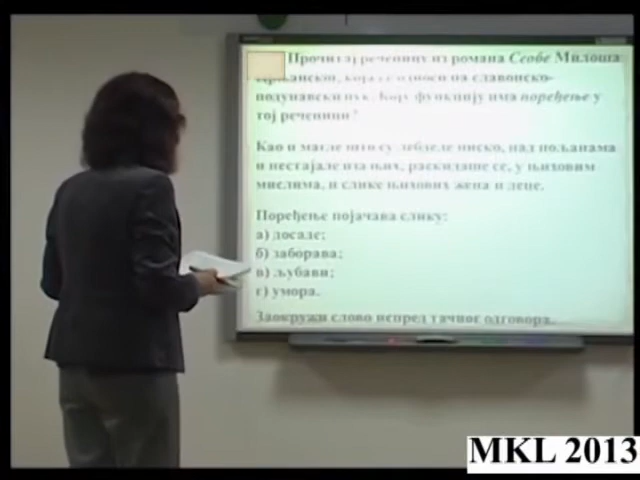 Прочитај реченицу из романа Сеобе Милоша
Црњанског, која се односи на славонско-
подунавски пук. Коју функцију има поређење у
тој реченици?
Као и магле што су лебделе ниско, над пољанама
и нестајале иза њих, раскидаше се, у њиховим
мислима, и слике њихових жена и деце.
Поређење појачава слику:
а) досаде;
б) заборава;
в) љубави;
г) умора.
Заокружи слово испред тачног одговора.
MKL 2013